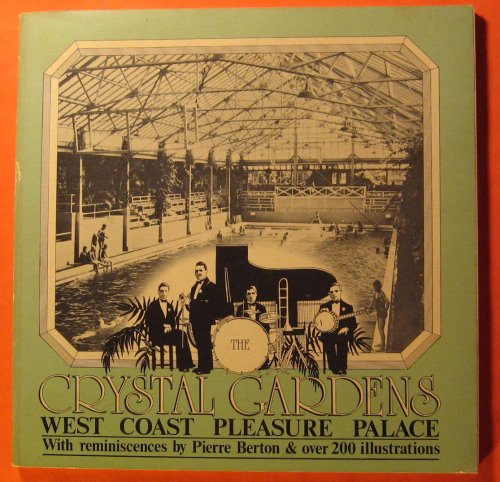 THE
CRYSTAL GARDENS
WEST COAST PLEASURE PALACE
With reminiscences by Pierre Berton & over 200 illustrations